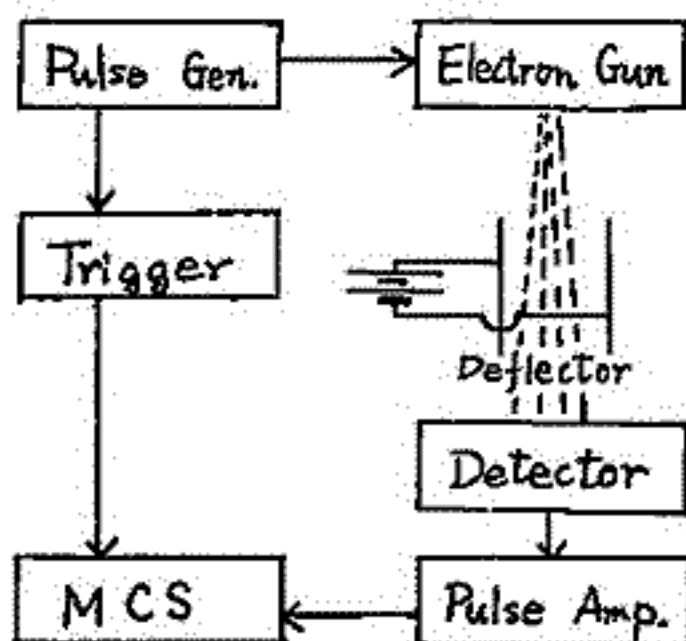 Pulse Gen.
Electron Gun
Trigger
Deflector
Detector
MCS
Pulse Amp.